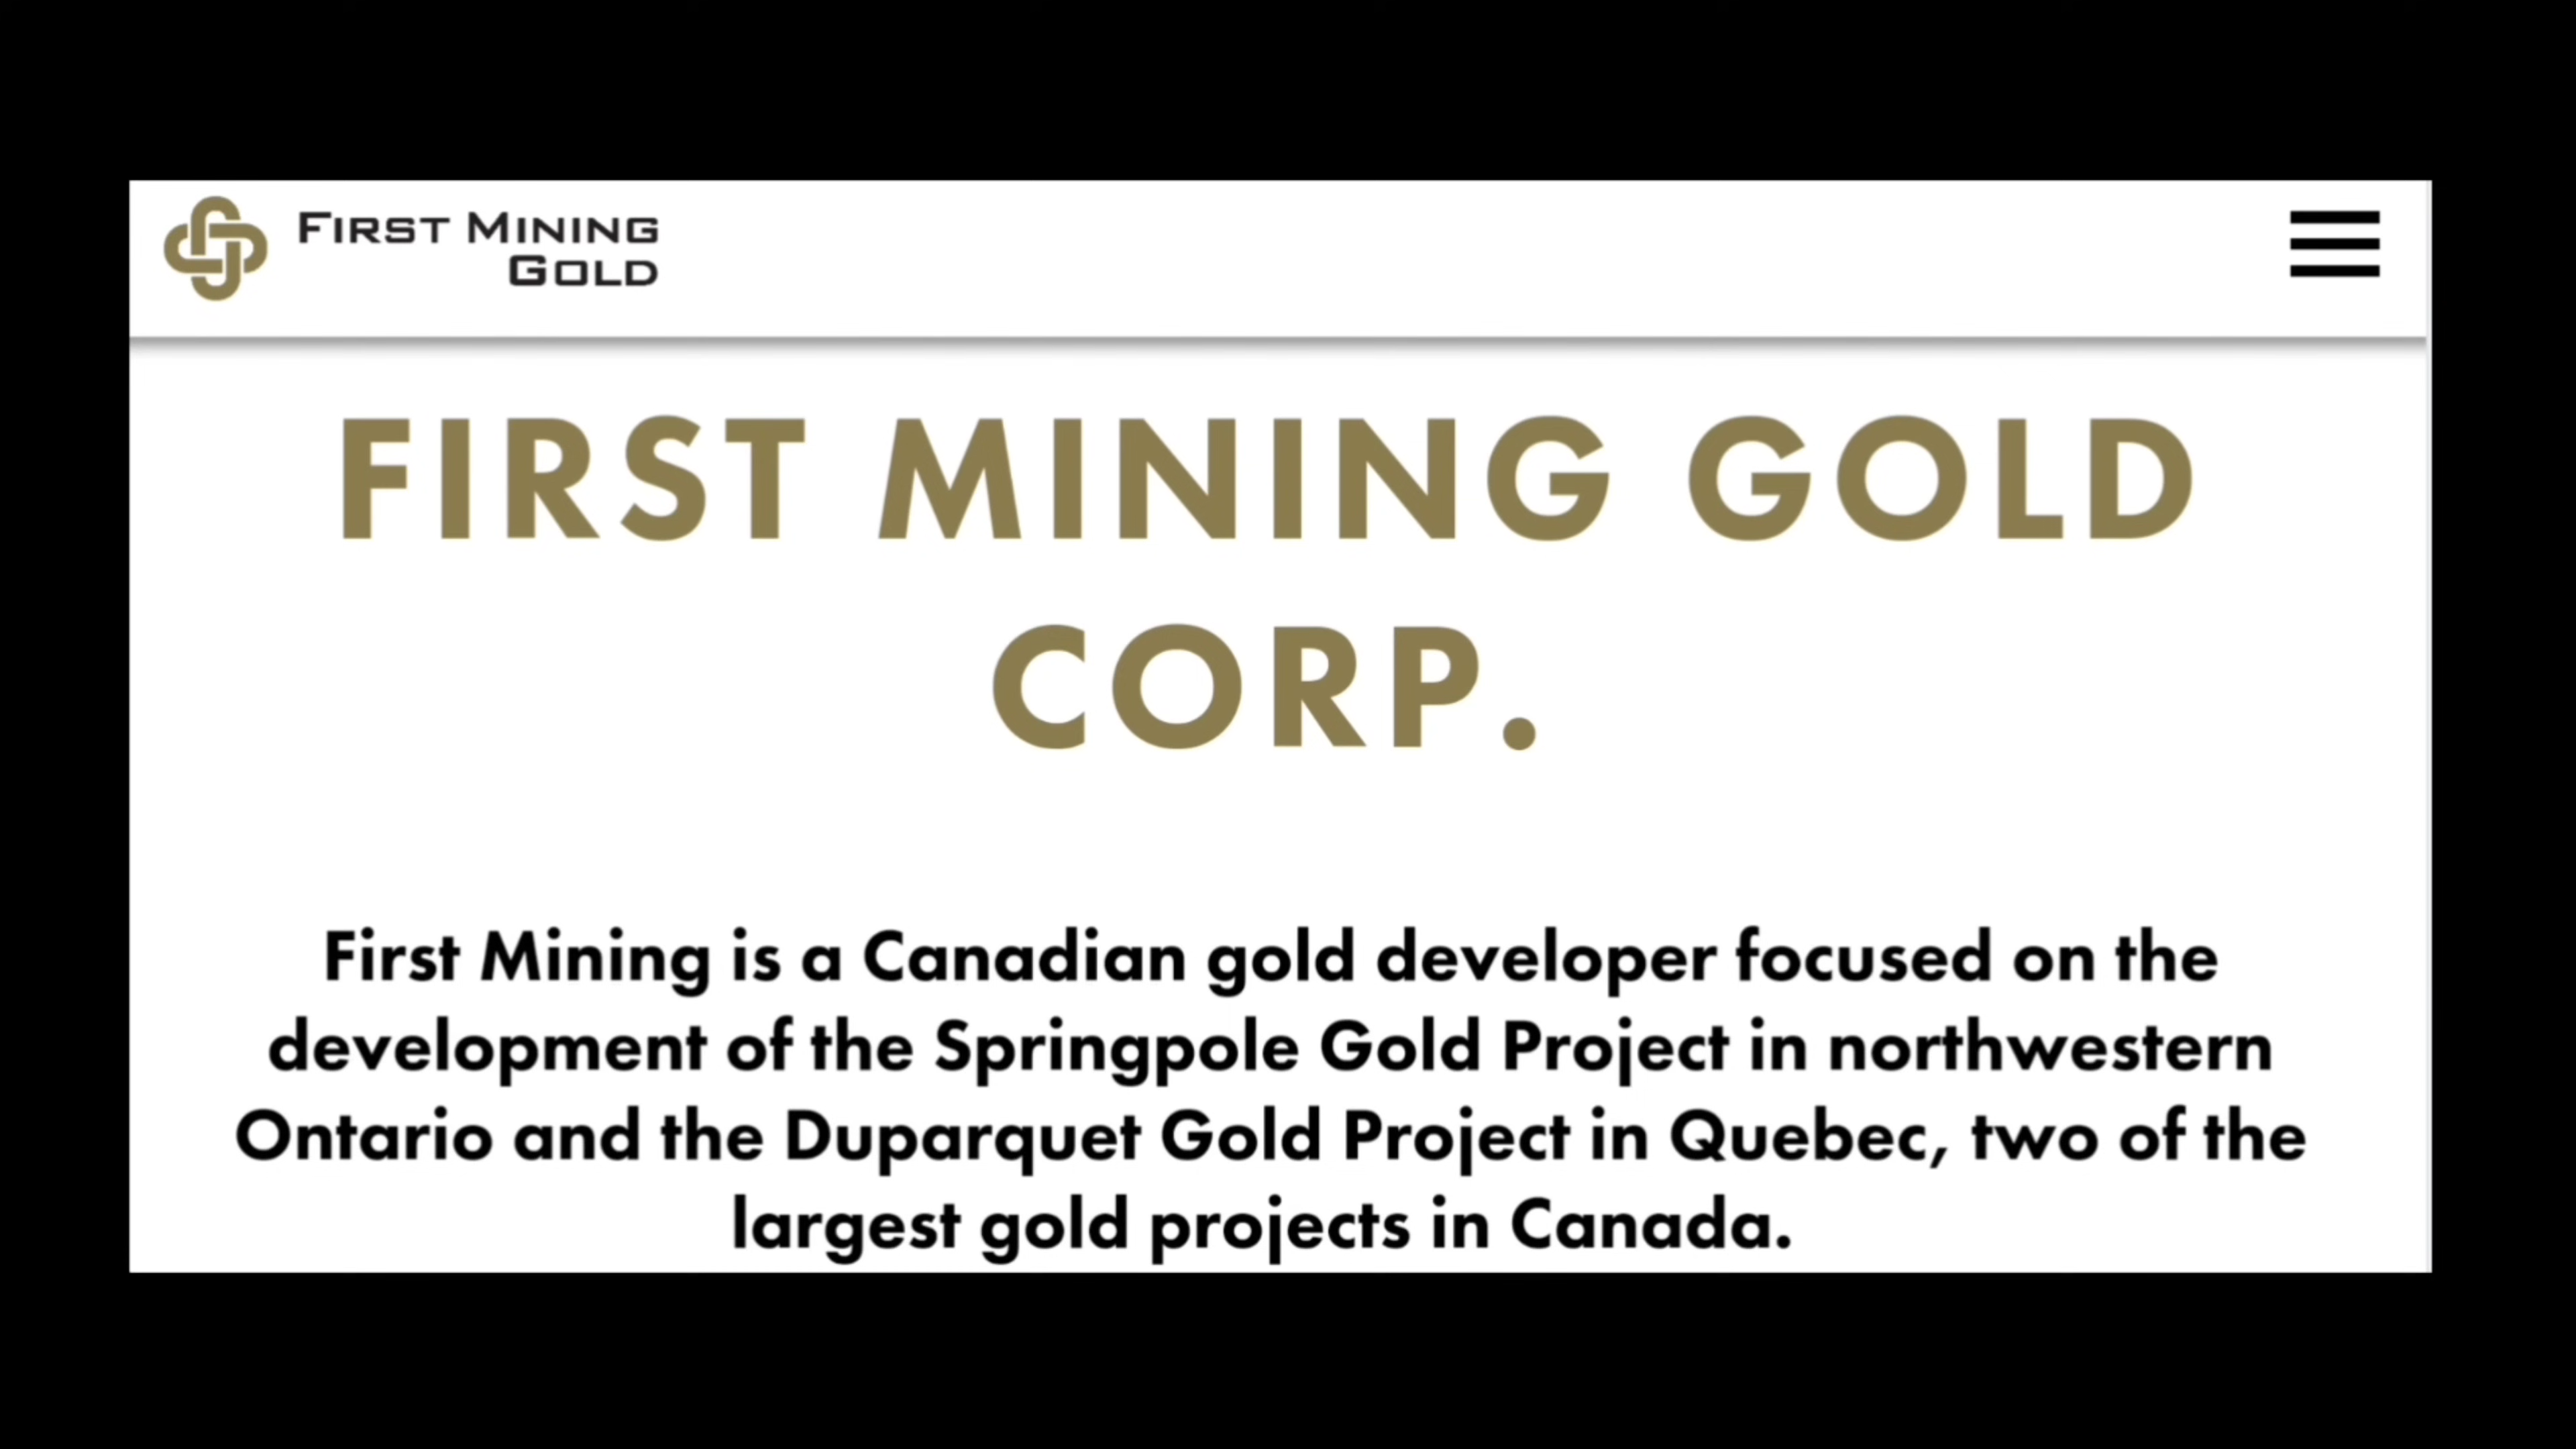 FIRST MINING
GOLD
FIRST MINING GOLD
CORP.
First Mining is a Canadian gold developer focused on the
development of the Springpole Gold Project in northwestern
Ontario and the Duparquet Gold Project in Quebec, two of the
largest gold projects in Canada.